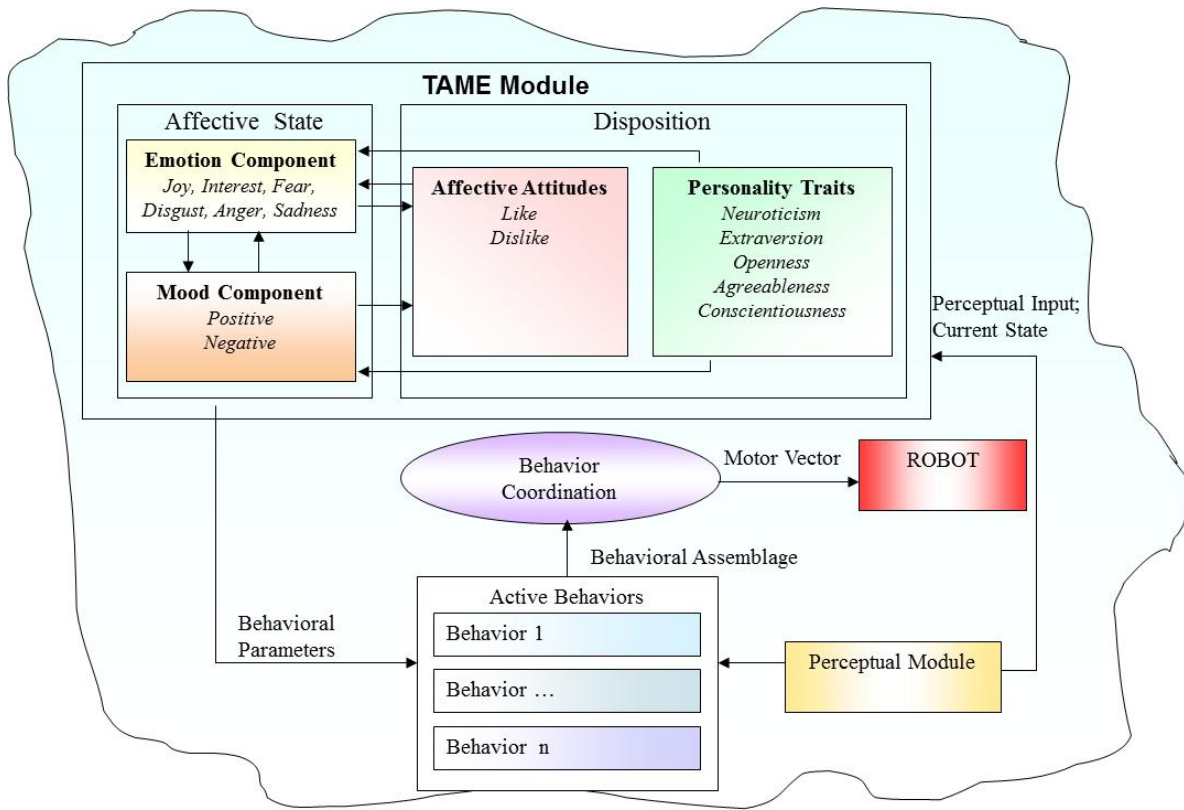 TAME Module
Affective State
Disposition
Emotion Component
Joy, Interest, Fear,
Disgust, Anger, Sadness
Mood Component
Positive
Negative
Affective Attitudes
Like
Dislike
Personality Traits
Neuroticism
Extraversion
Openness
Agreeableness
Conscientiousness
Perceptual Input;
Current State
Behavior
Coordination
Motor Vector
ROBOT
Behavioral Assemblage
Behavioral
Parameters
Active Behaviors
Behavior 1
Behavior …
Behavior n
Perceptual Module